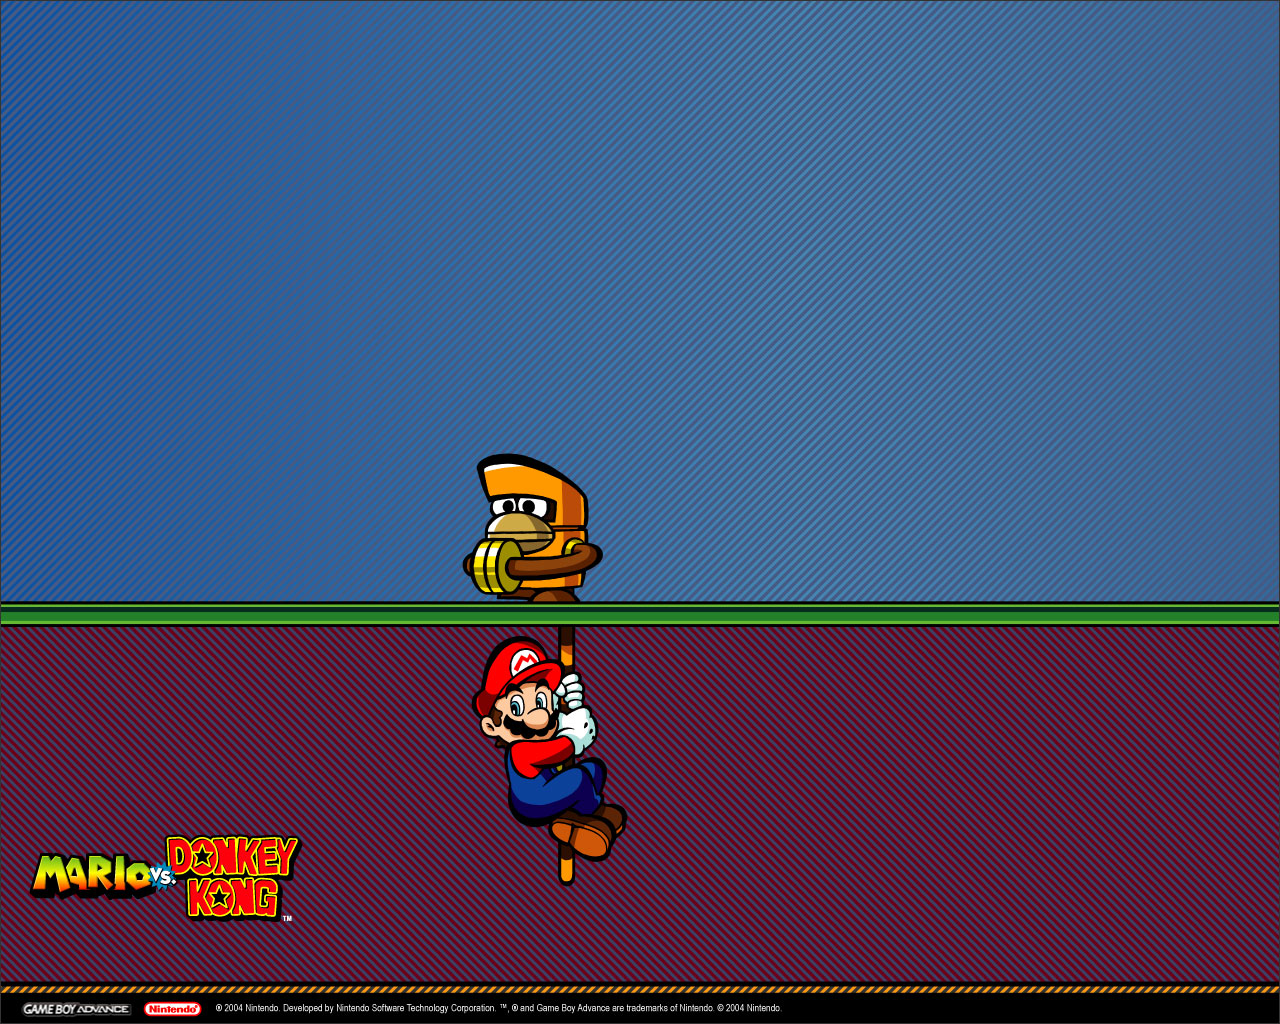 M
MARIO VS. DONKEY KONG™
GAME BOY ADVANCE Nintendo® ® 2004 Nintendo. Developed by Nintendo Software Technology Corporation. ™, ® and Game Boy Advance are trademarks of Nintendo. © 2004 Nintendo.